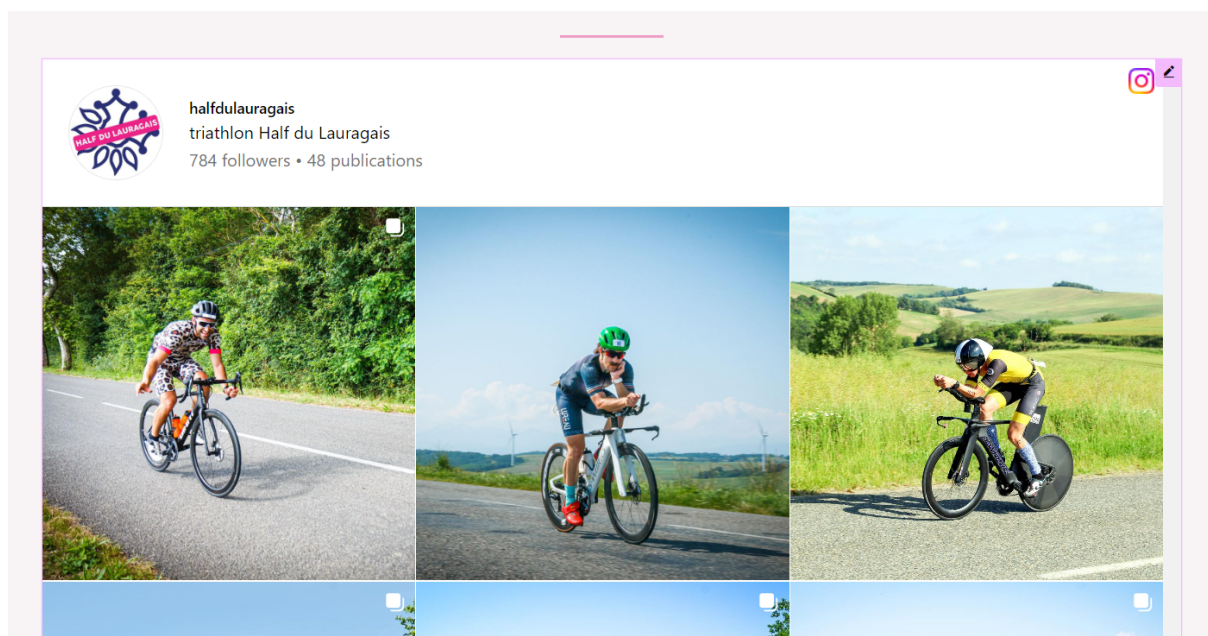 HALF DU LAURAGAIS
halfdulauragais
triathlon Half du Lauragais
784 followers • 48 publications